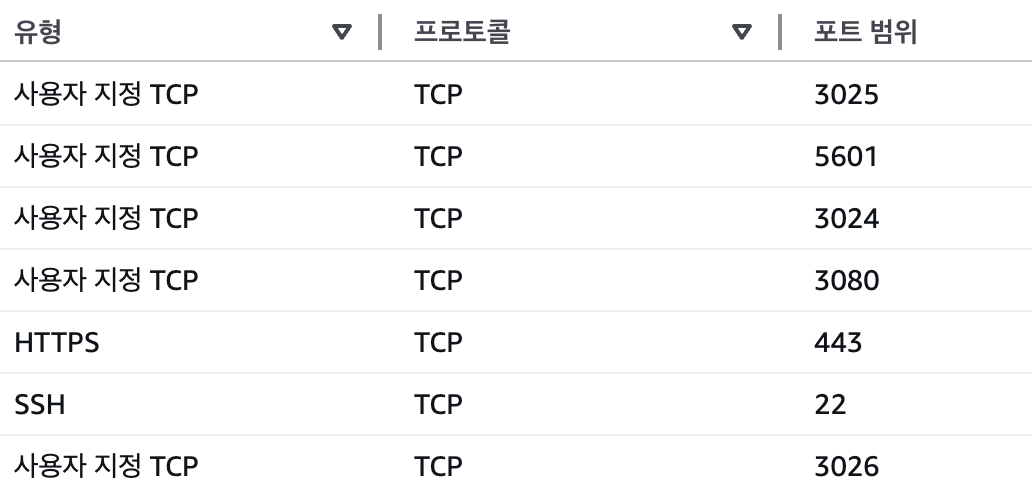 유형 프로토콜 포트 범위
사용자 지정 TCP TCP 3025
사용자 지정 TCP TCP 5601
사용자 지정 TCP TCP 3024
사용자 지정 TCP TCP 3080
HTTPS TCP 443
SSH TCP 22
사용자 지정 TCP TCP 3026